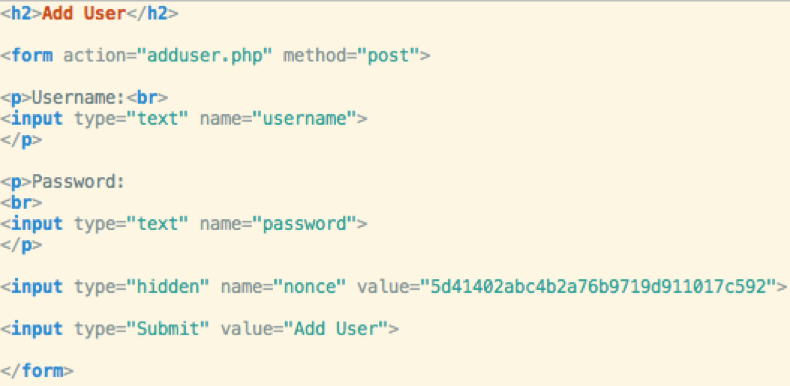 <h2>Add User</h2>
<form action="adduser.php" method="post">
<p>Username:<br>
<input type="text" name="username">
</p>
<p>Password:
<br>
<input type="text" name="password">
</p>
<input type="hidden" name="nonce" value="5d41402abc4b2a76b9719d911017c592">
<input type="Submit" value="Add User">
</form>